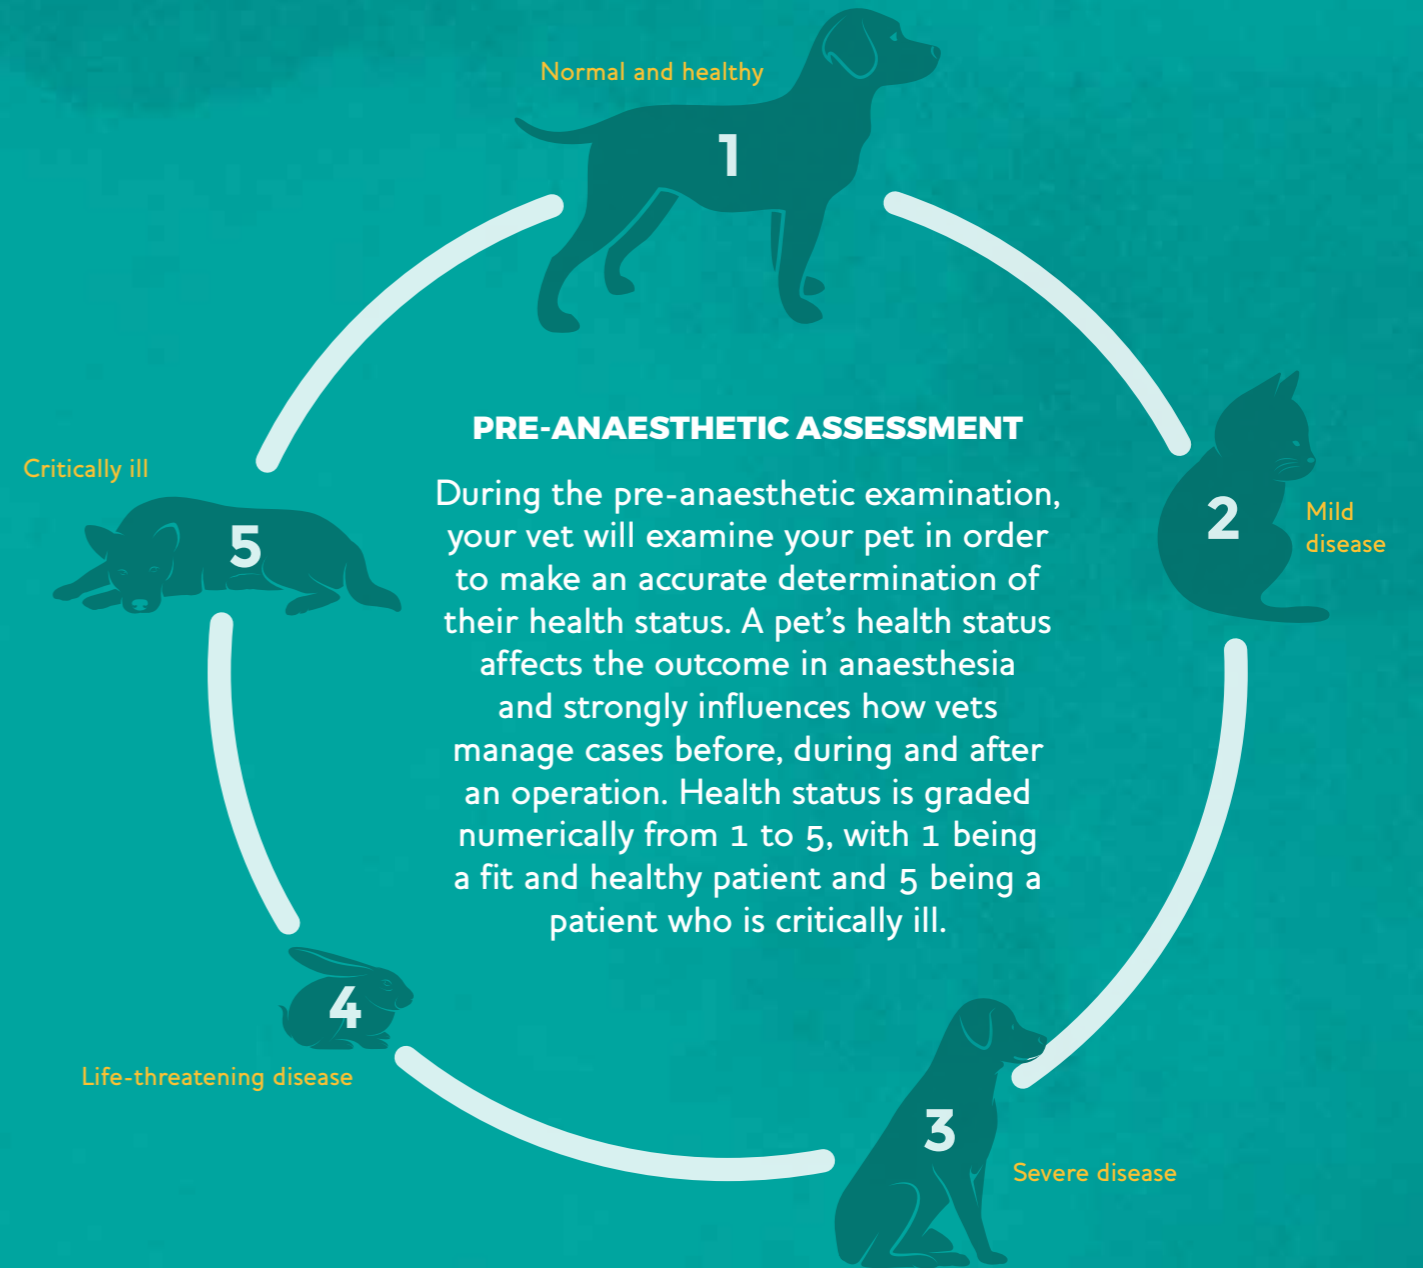 Normal and healthy
1
2
Mild
disease
3
Severe disease
4
Life-threatening disease
Critically ill
5
PRE-ANAESTHETIC ASSESSMENT
During the pre-anaesthetic examination,
your vet will examine your pet in order
to make an accurate determination of
their health status. A pet’s health status
affects the outcome in anaesthesia
and strongly influences how vets
manage cases before, during and after
an operation. Health status is graded
numerically from 1 to 5, with 1 being
a fit and healthy patient and 5 being a
patient who is critically ill.